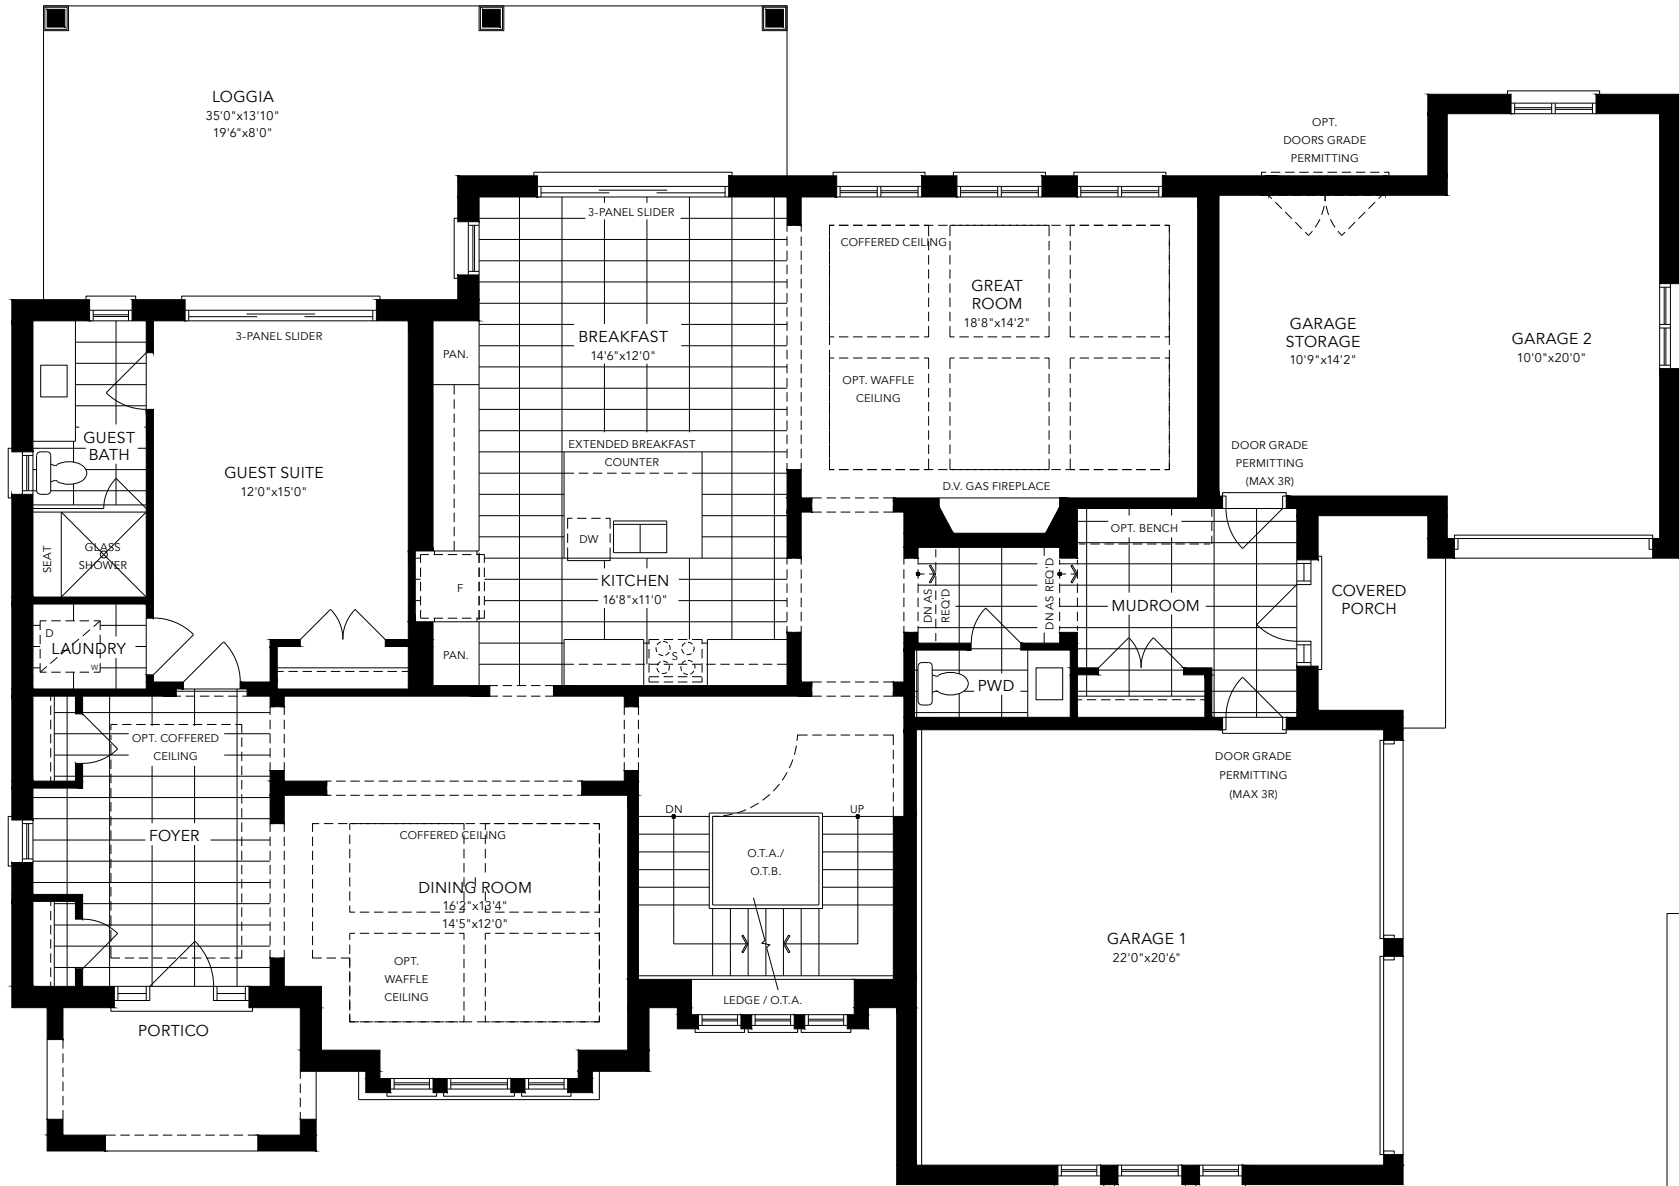 LOGGIA
35'0"x13'10"
19'6"x8'0"
OPT.
DOORS GRADE
PERMITTING
3-PANEL SLIDER
COFFERED CEILING
GREAT
ROOM
18'8"x14'2"
GARAGE
STORAGE
10'9"x14'2"
GARAGE 2
10'0"x20'0"
3-PANEL SLIDER
PAN.
BREAKFAST
14'6"x12'0"
OPT. WAFFLE
CEILING
GUEST
BATH
GUEST SUITE
12'0"x15'0"
EXTENDED BREAKFAST
COUNTER
DOOR GRADE
PERMITTING
(MAX 3R)
D.V. GAS FIREPLACE
OPT. BENCH
SEAT
GLASS
SHOWER
DW
F
KITCHEN
16'8"x11'0"
DN AS
REQ'D
DN AS REQ'D
MUDROOM
COVERED
PORCH
D
LAUNDRY
W
PAN.
S
PWD
OPT. COFFERED
CEILING
DOOR GRADE
PERMITTING
(MAX 3R)
FOYER
COFFERED CEILING
DN
UP
O.T.A./
O.T.B.
DINING ROOM
16'2"x13'4"
14'5"x12'0"
OPT.
WAFFLE
CEILING
GARAGE 1
22'0"x20'6"
LEDGE / O.T.A.
PORTICO